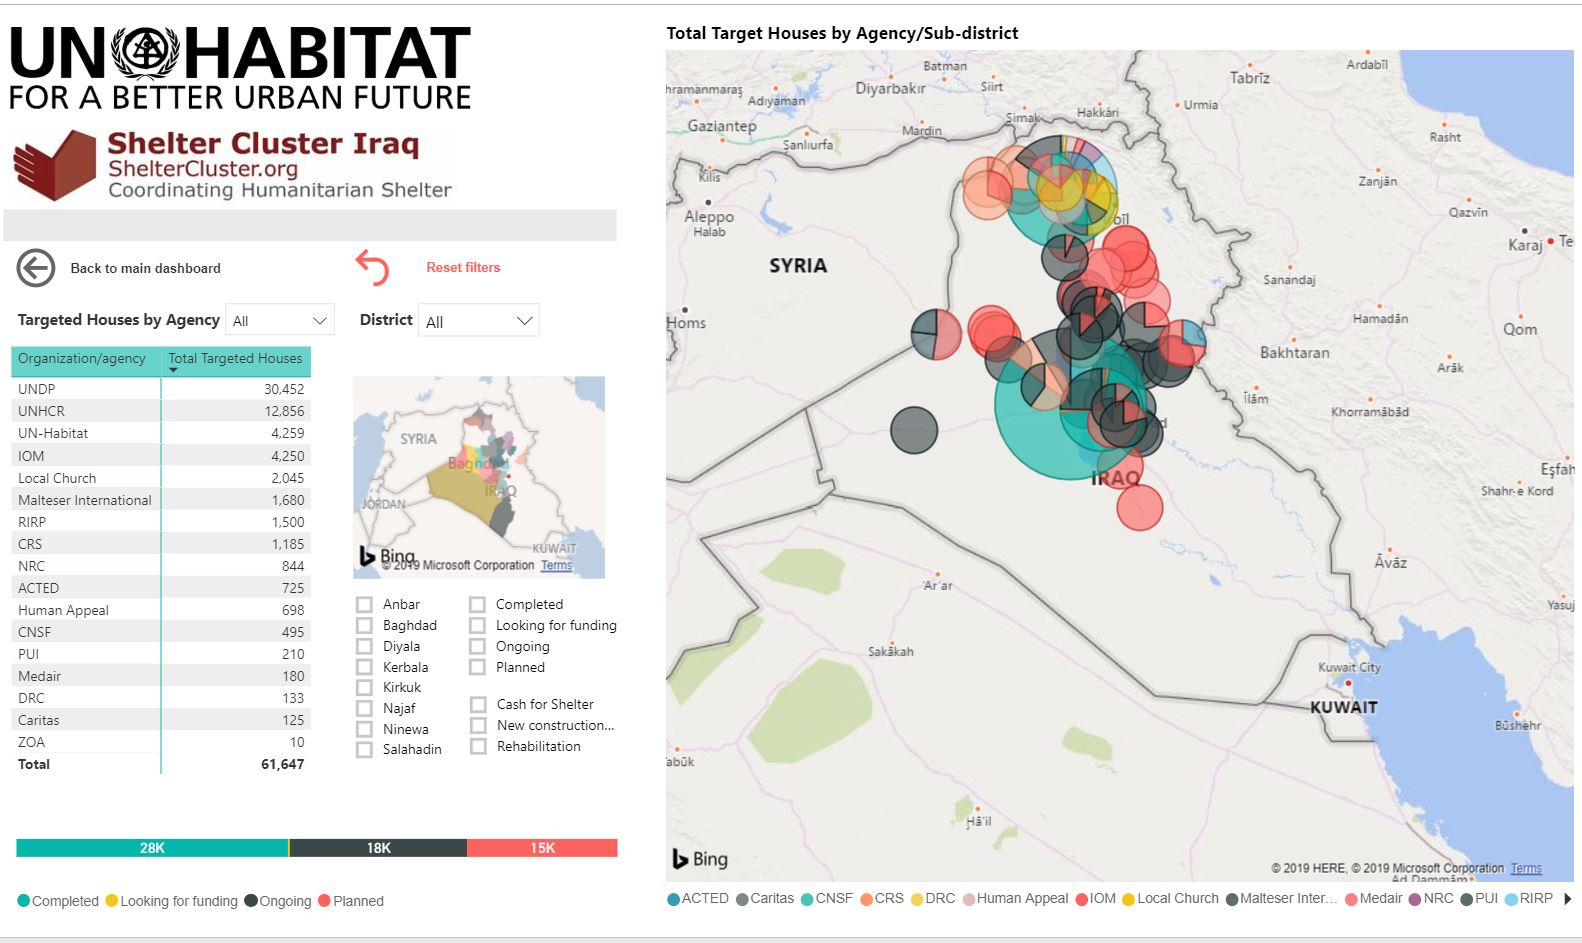 UN HABITAT
FOR A BETTER URBAN FUTURE
Shelter Cluster Iraq
ShelterCluster.org
Coordinating Humanitarian Shelter
Back to main dashboard
Reset filters
Targeted Houses by Agency All
District All
Organization/agency Total Targeted Houses
UNDP 30,452
UNHCR 12,856
UN-Habitat 4,259
IOM 4,250
Local Church 2,045
Malteser International 1,680
RIRP 1,500
CRS 1,185
NRC 844
ACTED 725
Human Appeal 698
CNSF 495
PUI 210
Medair 180
DRC 133
Caritas 125
ZOA 10
Total 61,647
SYRIA
Baghdad
IRAQ
JORDAN
KUWAIT
Bing
© 2019 Microsoft Corporation Terms
Anbar
Baghdad
Diyala
Kerbala
Kirkuk
Najaf
Ninewa
Salahadin
Completed
Looking for funding
Ongoing
Planned
Cash for Shelter
New construction...
Rehabilitation
28K 18K 15K
Completed Looking for funding Ongoing Planned
Total Target Houses by Agency/Sub-district
Batman
Ardabīl
Tabrīz
hramanmaraş
Adıyaman
Diyarbakır
Siirt
Urmia
Gaziantep
Mardin
Şırnak
Hakkâri
Rasht
Şanlıurfa
Kilis
Zanjān
Aleppo
Halab
bīl
Qazvīn
Karaj
Te
SYRIA
Sanandaj
Homs
Hamadān
Qom
Bakhtaran
Arāk
Īlām
Khorramābād
ad
IRAQ
Eşfah
Shahr-e Kord
Āvāz
'Ar'ar
Yasuj
Sakākah
Kuwait City
KUWAIT
Būshehr
abūk
Ḥā'il
Bing
© 2019 HERE, © 2019 Microsoft Corporation Terms
Ad Dammām
ACTED Caritas CNSF CRS DRC Human Appeal IOM Local Church Malteser Inter... Medair NRC PUI RIRP